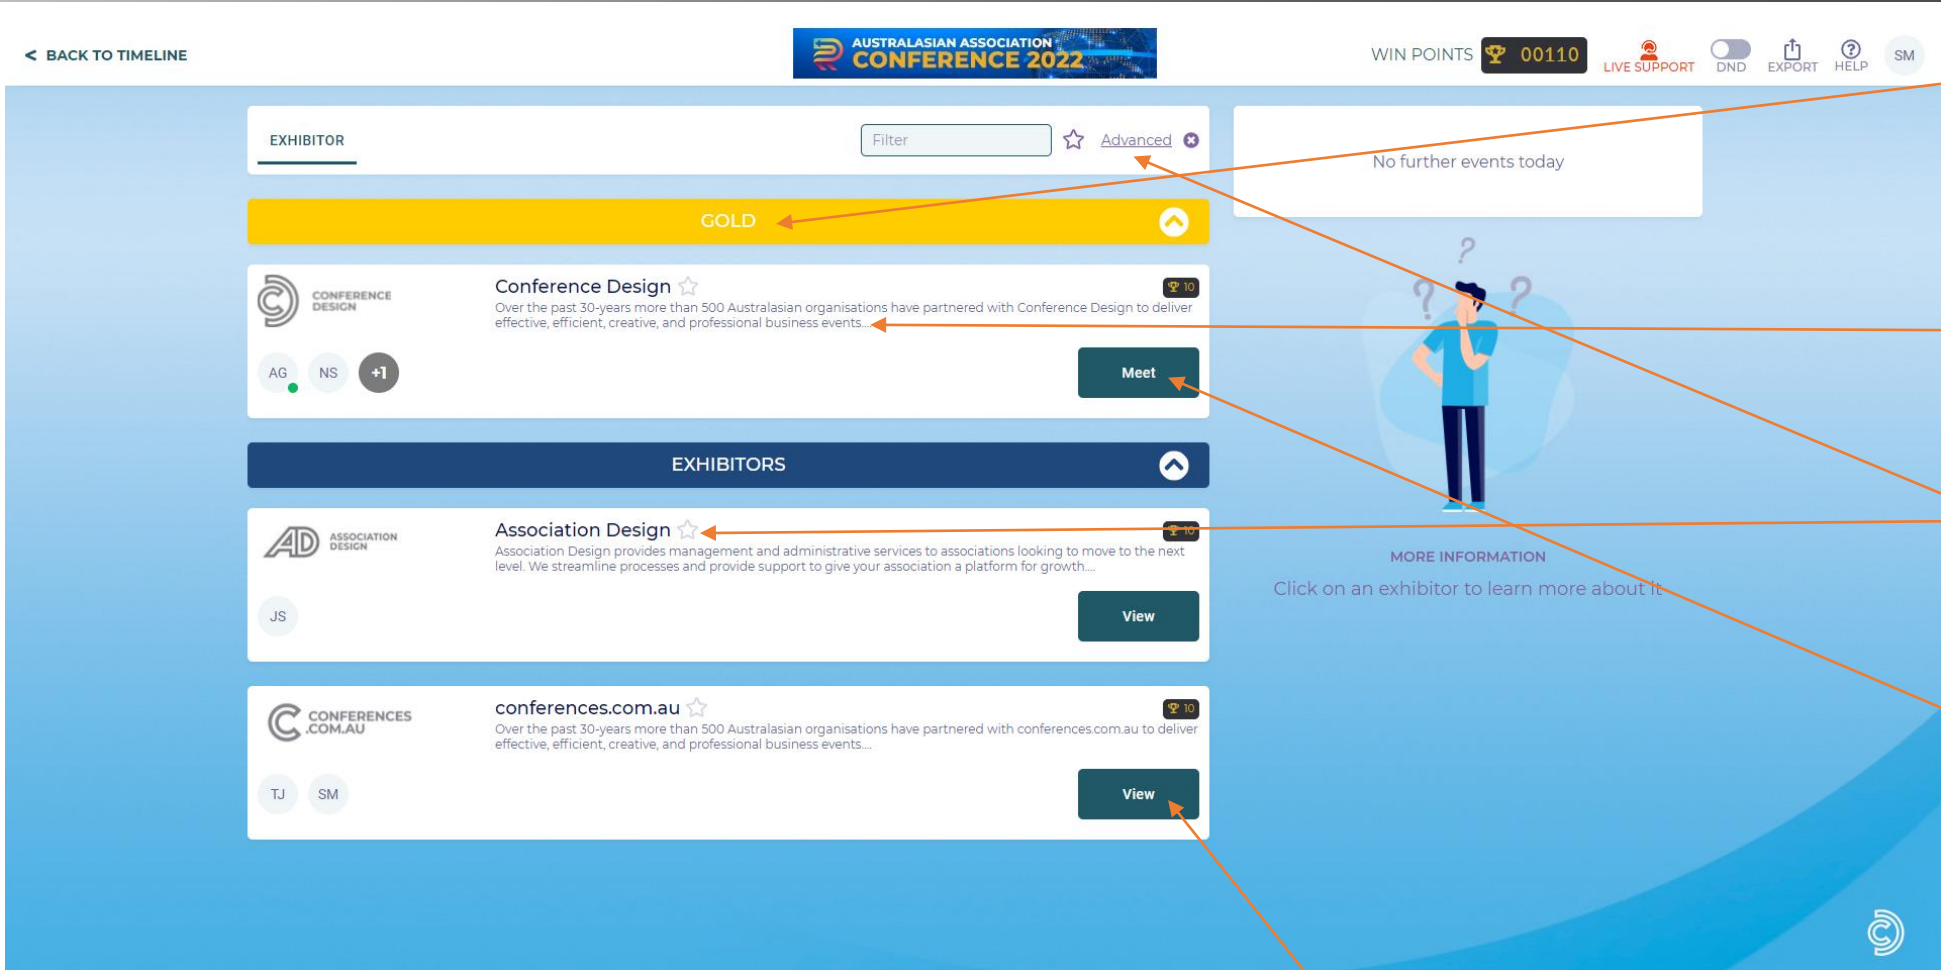 < BACK TO TIMELINE
AUSTRALASIAN ASSOCIATION
CONFERENCE 2022
WIN POINTS 00110
LIVE SUPPORT
DND
EXPORT
HELP
SM
EXHIBITOR
Filter
Advanced
No further events today
GOLD
CONFERENCE
DESIGN
Conference Design
10
Over the past 30-years more than 500 Australasian organisations have partnered with Conference Design to deliver
effective, efficient, creative, and professional business events....
AG
NS
+1
Meet
EXHIBITORS
AD
ASSOCIATION
DESIGN
Association Design
10
Association Design provides management and administrative services to associations looking to move to the next
level. We streamline processes and provide support to give your association a platform for growth....
JS
View
MORE INFORMATION
Click on an exhibitor to learn more about it
CONFERENCES
.COM.AU
conferences.com.au
10
Over the past 30-years more than 500 Australasian organisations have partnered with conferences.com.au to deliver
effective, efficient, creative, and professional business events....
TJ
SM
View